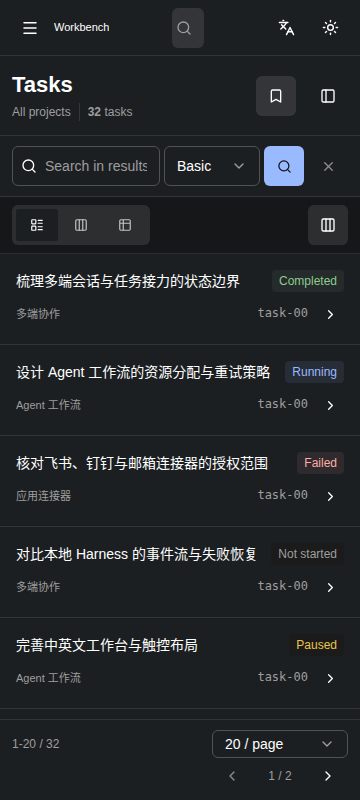 Workbench
Tasks
All projects 32 tasks
Search in results
Basic
梳理多端会话与任务接力的状态边界 Completed
多端协作 task-00
设计 Agent 工作流的资源分配与重试策略 Running
Agent 工作流 task-00
核对飞书、钉钉与邮箱连接器的授权范围 Failed
应用连接器 task-00
对比本地 Harness 的事件流与失败恢复 Not started
多端协作 task-00
完善中英文工作台与触控布局 Paused
Agent 工作流 task-00
1-20 / 32 20 / page
1 / 2